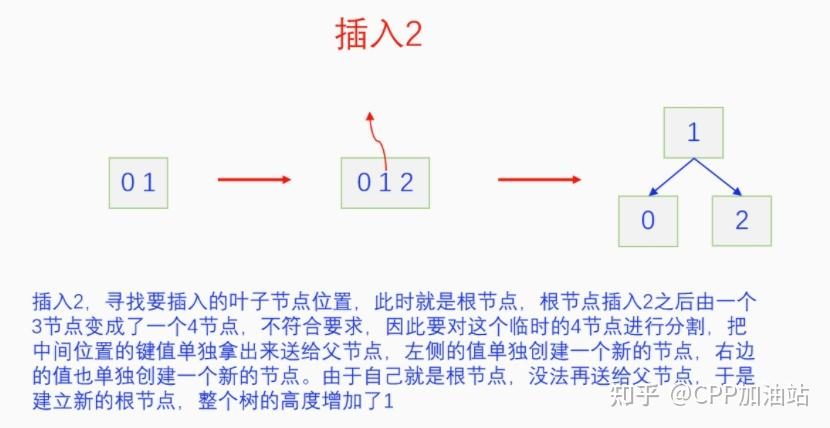 插入2
0 1
0 1 2
1
0
2
插入2，寻找要插入的叶子节点位置，此时就是根节点，根节点插入2之后由一个
3节点变成了一个4节点，不符合要求，因此要对这个临时的4节点进行分割，把
中间位置的键值单独拿出来送给父节点，左侧的值单独创建一个新的节点，右边
的值也单独创建一个新的节点。由于自己就是根节点，没法再送给父节点，于是
建立新的根节点，整个树的高度增加了1
知乎 @CPP加油站